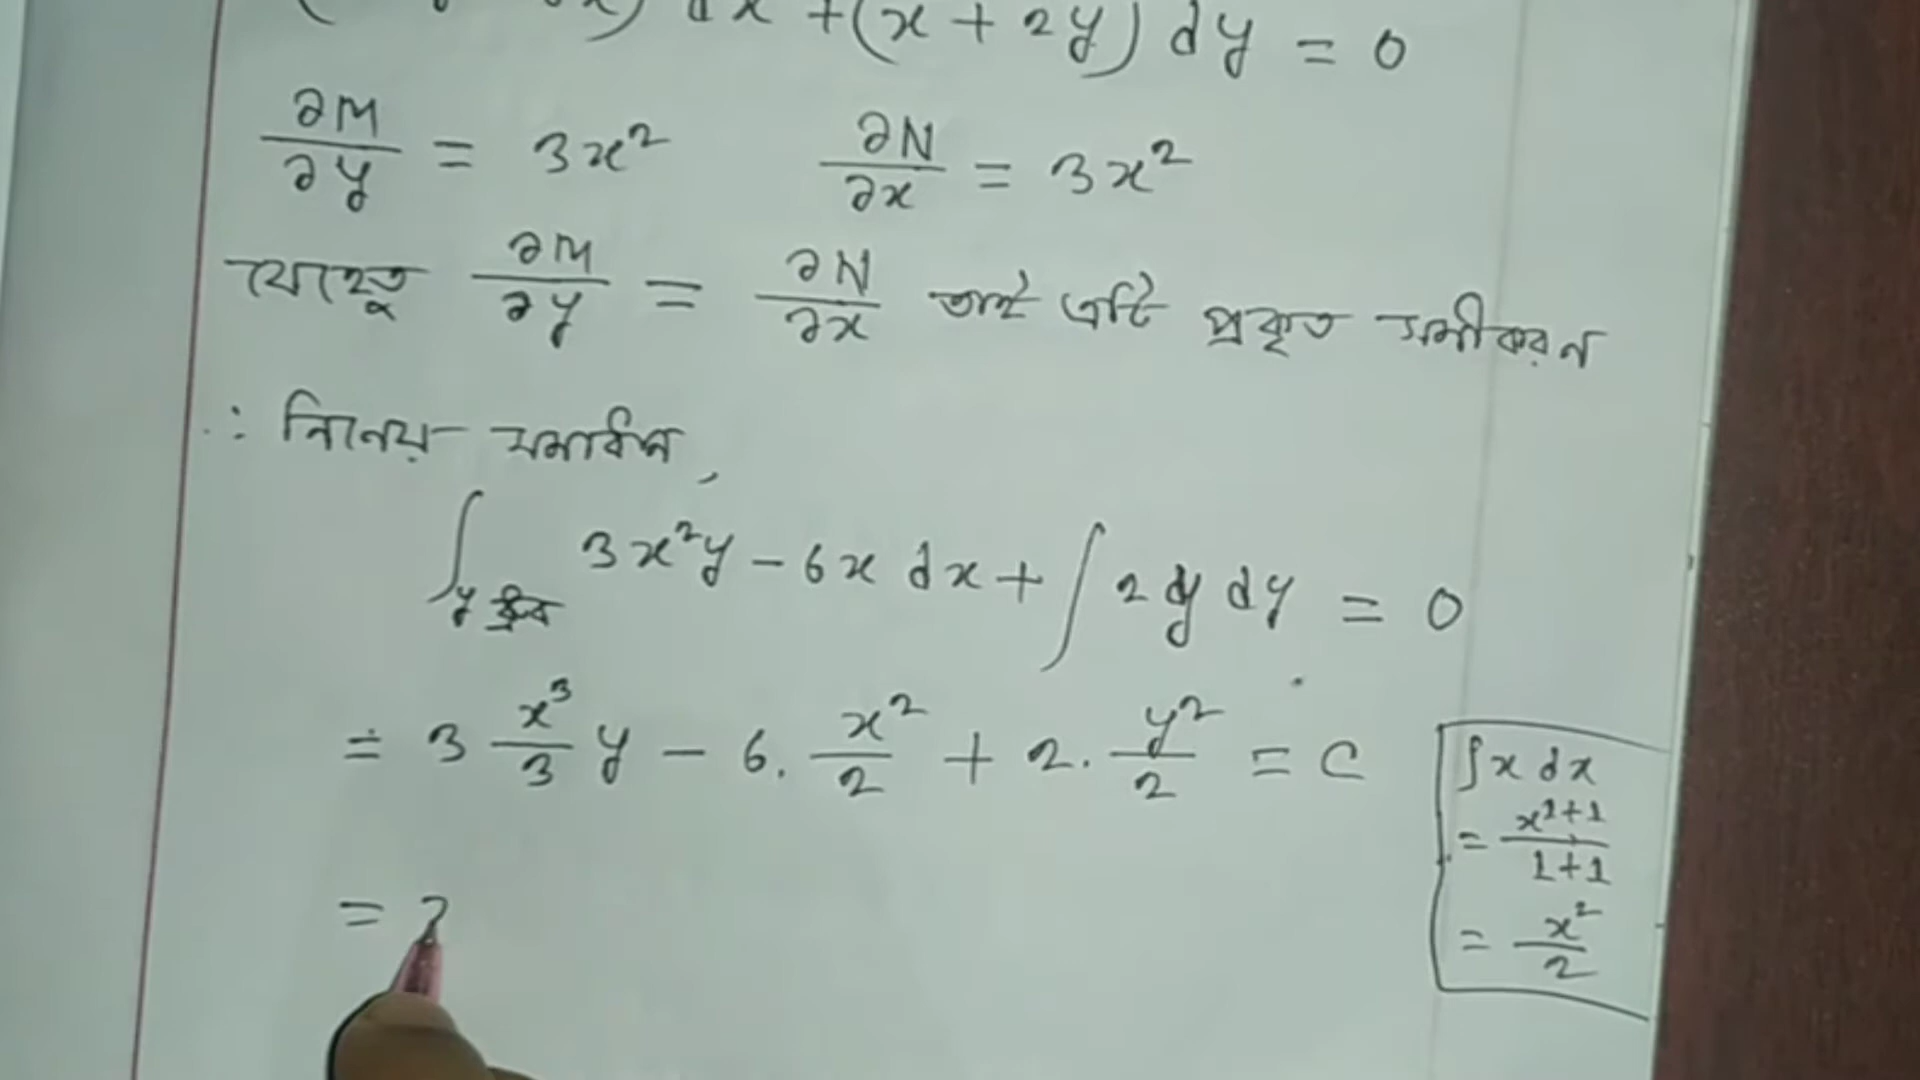 dx + (x + 2y) dy = 0
∂M/∂y = 3x² ∂N/∂x = 3x²
যেহেতু ∂M/∂y = ∂N/∂x তাই এটি প্রকৃত সমীকরণ
∴ নির্নেয় সমাধান,
∫ y ধ্রুব 3x²y - 6x dx + ∫ 2y dy = 0
= 3 x³/3 y - 6. x²/2 + 2. y²/2 = C
∫x dx
= x¹⁺¹/1+1
= x²/2
=